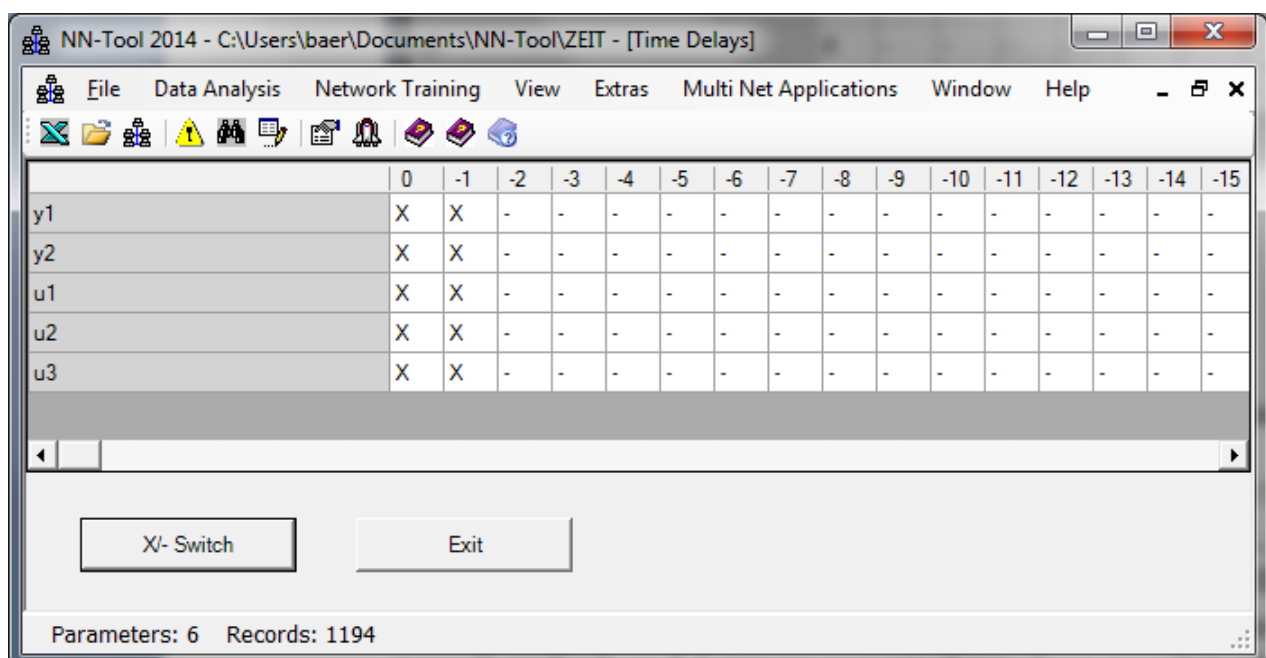 NN-Tool 2014 - C:\Users\baer\Documents\NN-Tool\ZEIT - [Time Delays]
File Data Analysis Network Training View Extras Multi Net Applications Window Help
0 -1 -2 -3 -4 -5 -6 -7 -8 -9 -10 -11 -12 -13 -14 -15
y1 X X - - - - - - - - - - - - - -
y2 X X - - - - - - - - - - - - - -
u1 X X - - - - - - - - - - - - - -
u2 X X - - - - - - - - - - - - - -
u3 X X - - - - - - - - - - - - - -
X/- Switch Exit
Parameters: 6 Records: 1194